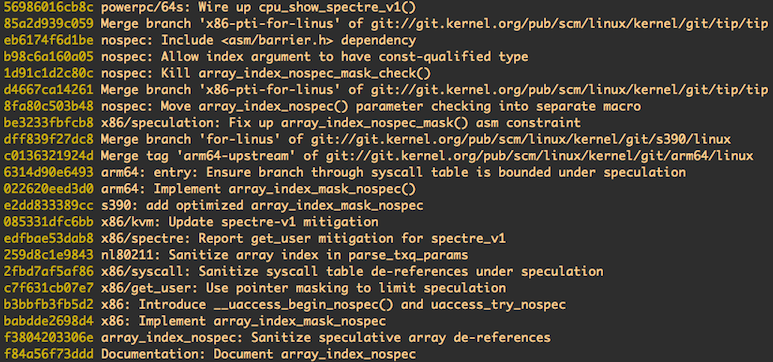 56986016cb8c powerpc/64s: Wire up cpu_show_spectre_v1()
85a2d939c059 Merge branch 'x86-pti-for-linus' of git://git.kernel.org/pub/scm/linux/kernel/git/tip/tip
eb6174f6d1be nospec: Include <asm/barrier.h> dependency
b98c6a160a05 nospec: Allow index argument to have const-qualified type
1d91c1d2c80c nospec: Kill array_index_nospec_mask_check()
d4667ca14261 Merge branch 'x86-pti-for-linus' of git://git.kernel.org/pub/scm/linux/kernel/git/tip/tip
8fa80c503b48 nospec: Move array_index_nospec() parameter checking into separate macro
be3233fbfcb8 x86/speculation: Fix up array_index_nospec_mask() asm constraint
dff839f27dc8 Merge branch 'for-linus' of git://git.kernel.org/pub/scm/linux/kernel/git/s390/linux
c0136321924d Merge tag 'arm64-upstream' of git://git.kernel.org/pub/scm/linux/kernel/git/arm64/linux
6314d90e6493 arm64: entry: Ensure branch through syscall table is bounded under speculation
022620eed3d0 arm64: Implement array_index_mask_nospec()
e2dd833389cc s390: add optimized array_index_mask_nospec
085331dfc6bb x86/kvm: Update spectre-v1 mitigation
edfbae53dab8 x86/spectre: Report get_user mitigation for spectre_v1
259d8c1e9843 nl80211: Sanitize array index in parse_txq_params
2fbd7af5af86 x86/syscall: Sanitize syscall table de-references under speculation
c7f631cb07e7 x86/get_user: Use pointer masking to limit speculation
b3bbfb3fb5d2 x86: Introduce __uaccess_begin_nospec() and uaccess_try_nospec
babdde2698d4 x86: Implement array_index_mask_nospec
f3804203306e array_index_nospec: Sanitize speculative array de-references
f84a56f73ddd Documentation: Document array_index_nospec